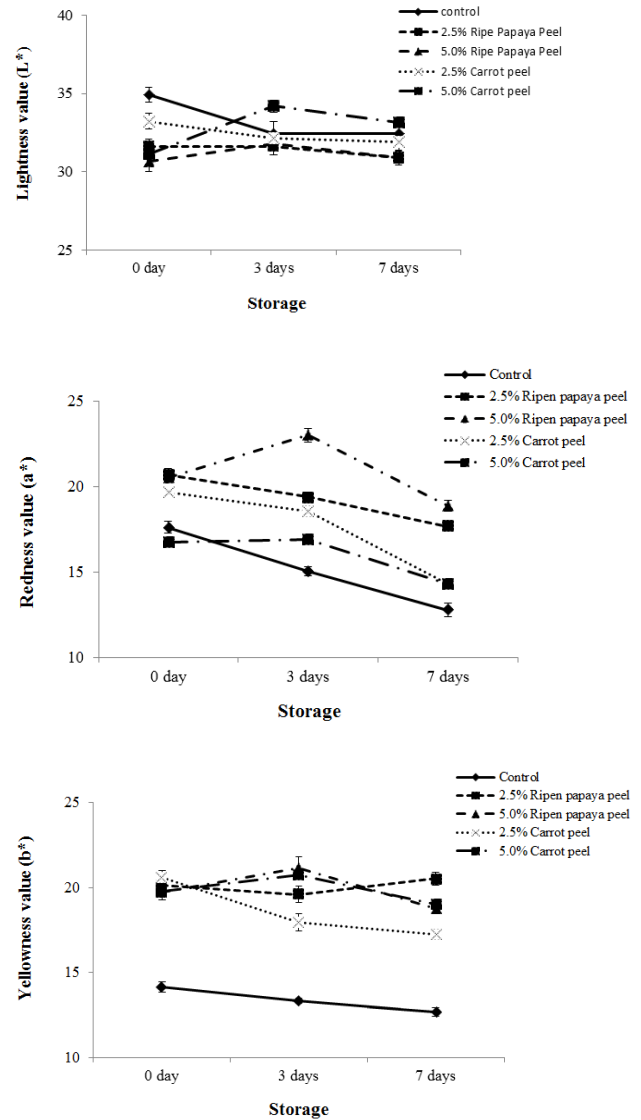 control
2.5% Ripe Papaya Peel
5.0% Ripe Papaya Peel
2.5% Carrot peel
5.0% Carrot peel
Lightness value (L*)
40
35
30
25
0 day 3 days 7 days
Storage
Control
2.5% Ripen papaya peel
5.0% Ripen papaya peel
2.5% Carrot peel
5.0% Carrot peel
Redness value (a*)
25
20
15
10
0 day 3 days 7 days
Storage
Control
2.5% Ripen papaya peel
5.0% Ripen papaya peel
2.5% Carrot peel
5.0% Carrot peel
Yellowness value (b*)
25
20
15
10
0 day 3 days 7 days
Storage